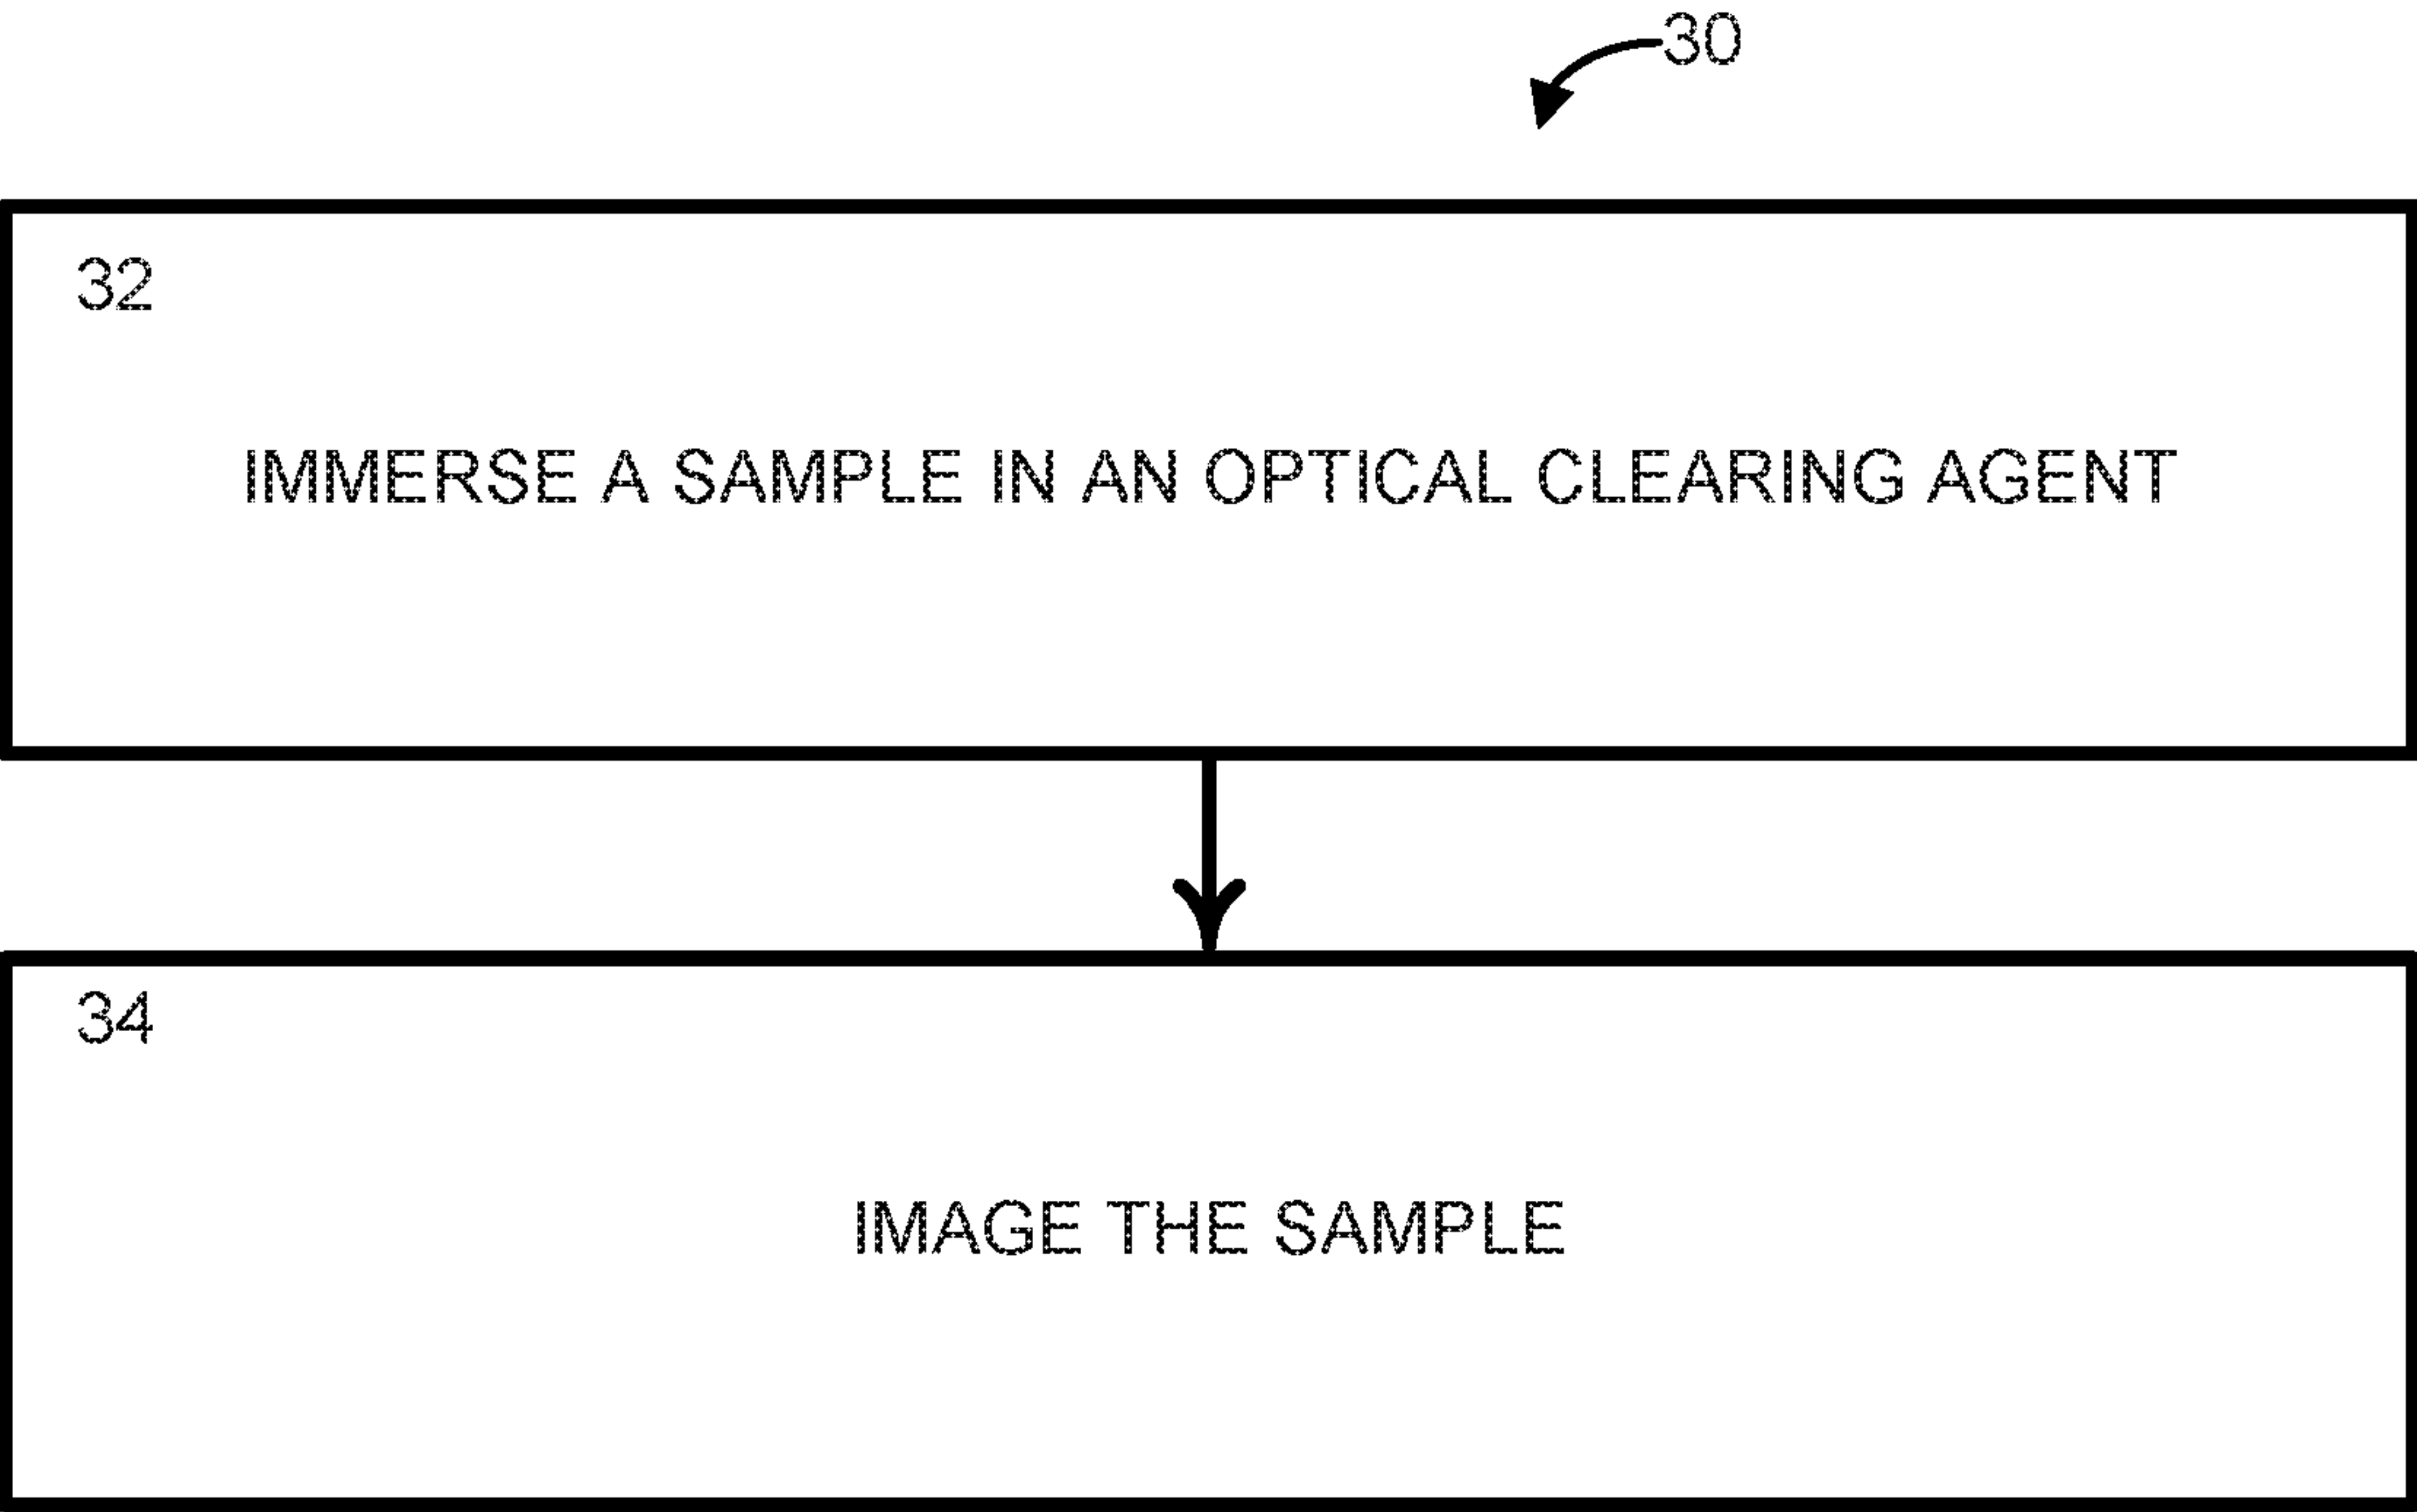 30
32
IMMERSE A SAMPLE IN AN OPTICAL CLEARING AGENT
34
IMAGE THE SAMPLE